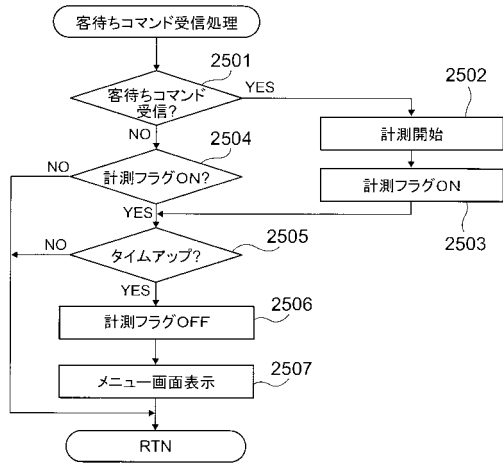 客待ちコマンド受信処理
2501
客待ちコマンド
受信?
YES
NO
2502
計測開始
2504
計測フラグON?
NO
YES
計測フラグON
2503
2505
タイムアップ?
NO
YES
2506
計測フラグOFF
2507
メニュー画面表示
RTN